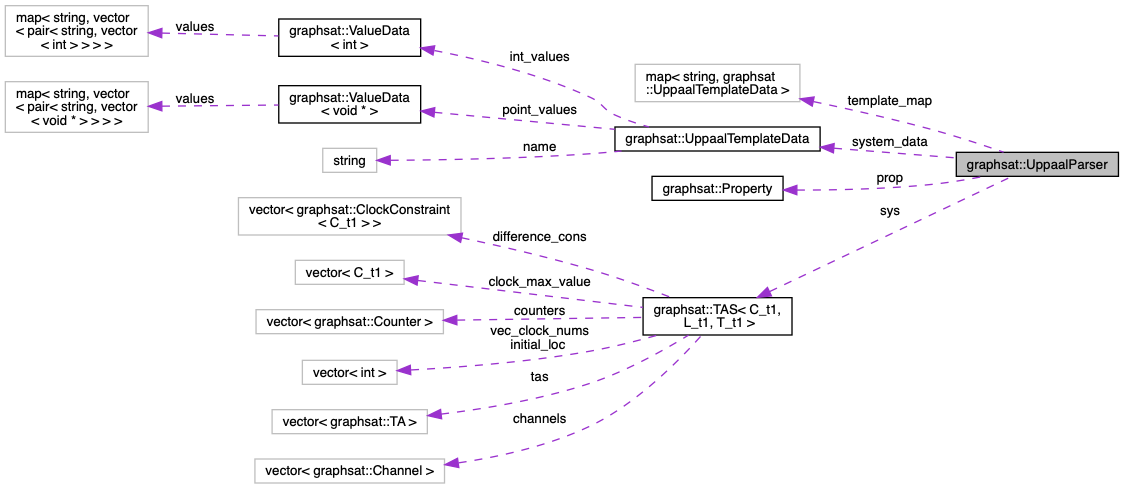 map< string, vector
< pair< string, vector
< int > > > >
values
graphsat::ValueData
< int >
int_values
map< string, graphsat
::UppaalTemplateData >
template_map
map< string, vector
< pair< string, vector
< void * > > > >
values
graphsat::ValueData
< void * >
point_values
graphsat::UppaalTemplateData
system_data
graphsat::UppaalParser
string
name
graphsat::Property
prop
sys
vector< graphsat::ClockConstraint
< C_t1 > >
difference_cons
vector< C_t1 >
clock_max_value
graphsat::TAS< C_t1,
L_t1, T_t1 >
vector< graphsat::Counter >
counters
vec_clock_nums
initial_loc
vector< int >
tas
vector< graphsat::TA >
channels
vector< graphsat::Channel >